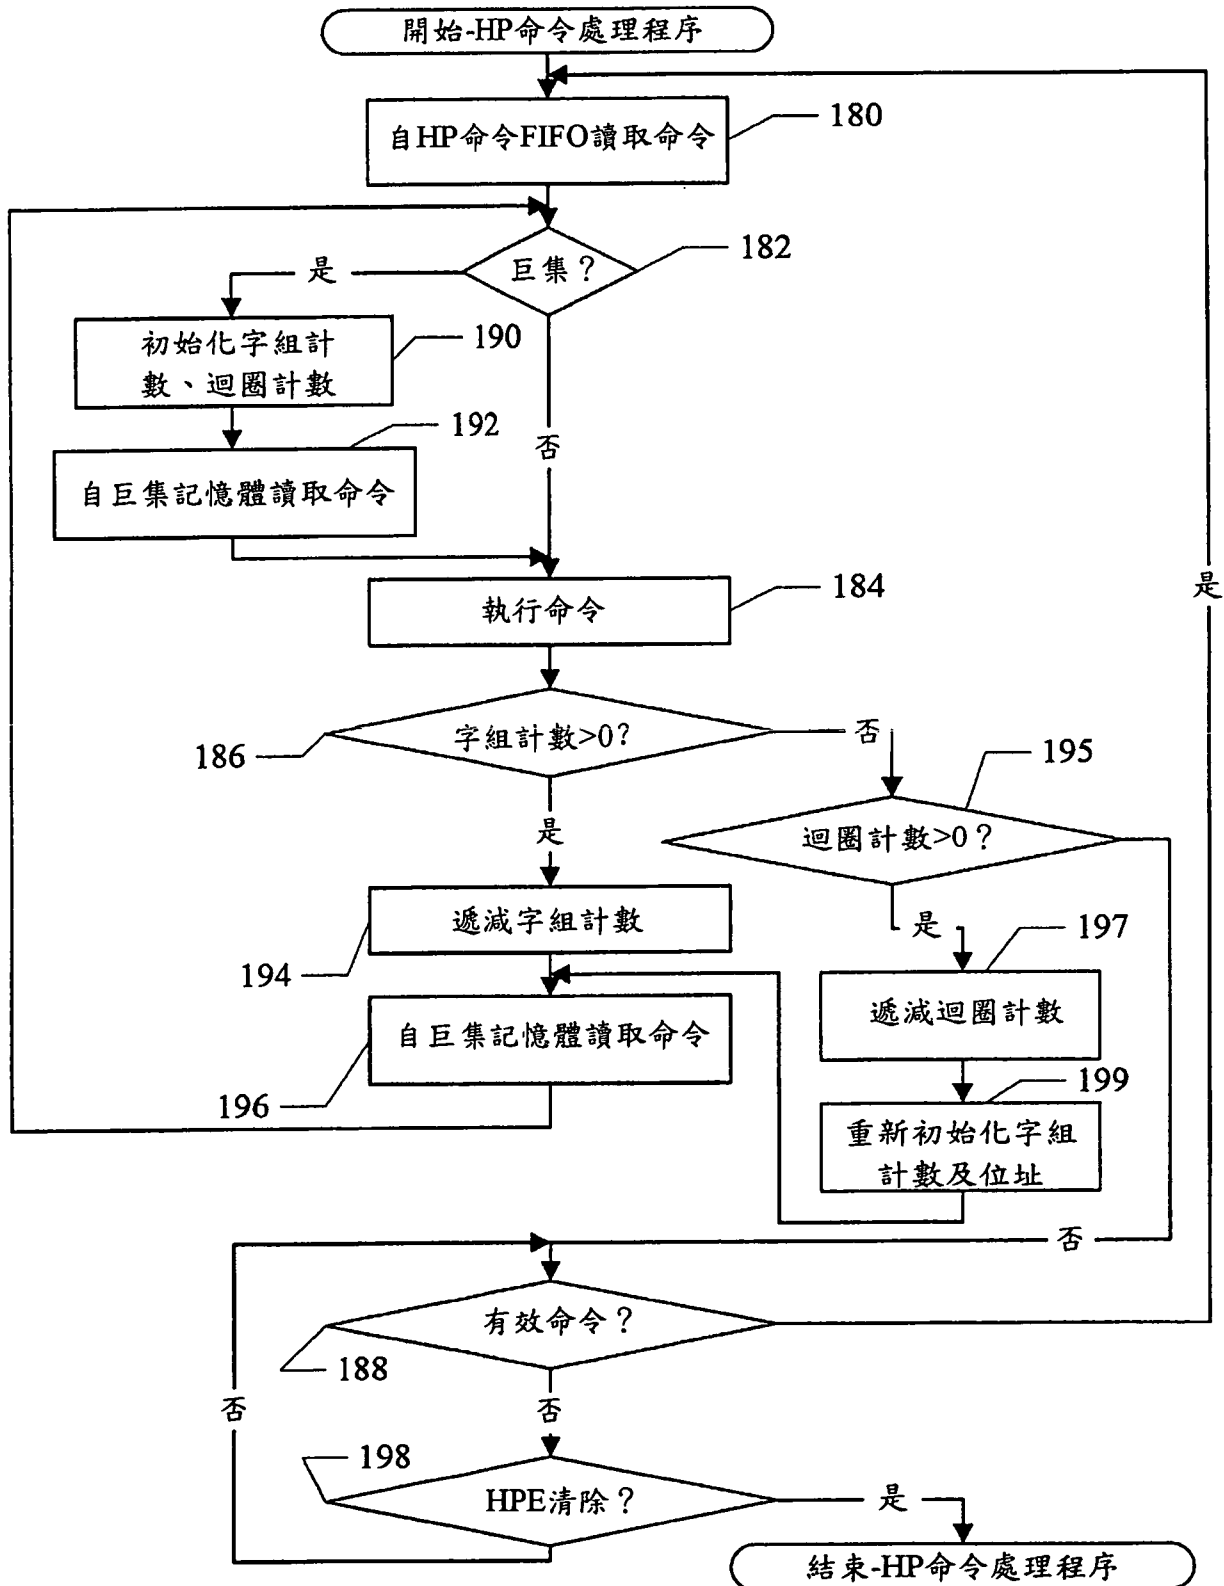 開始-HP命令處理程序
自HP命令FIFO讀取命令
180
巨集？
182
是
初始化字組計
數、迴圈計數
190
192
自巨集記憶體讀取命令
否
執行命令
184
是
字組計數>0?
186
否
195
迴圈計數>0？
是
遞減字組計數
194
是
197
遞減迴圈計數
自巨集記憶體讀取命令
196
199
重新初始化字組
計數及位址
否
有效命令？
188
否
否
198
HPE清除？
是
結束-HP命令處理程序